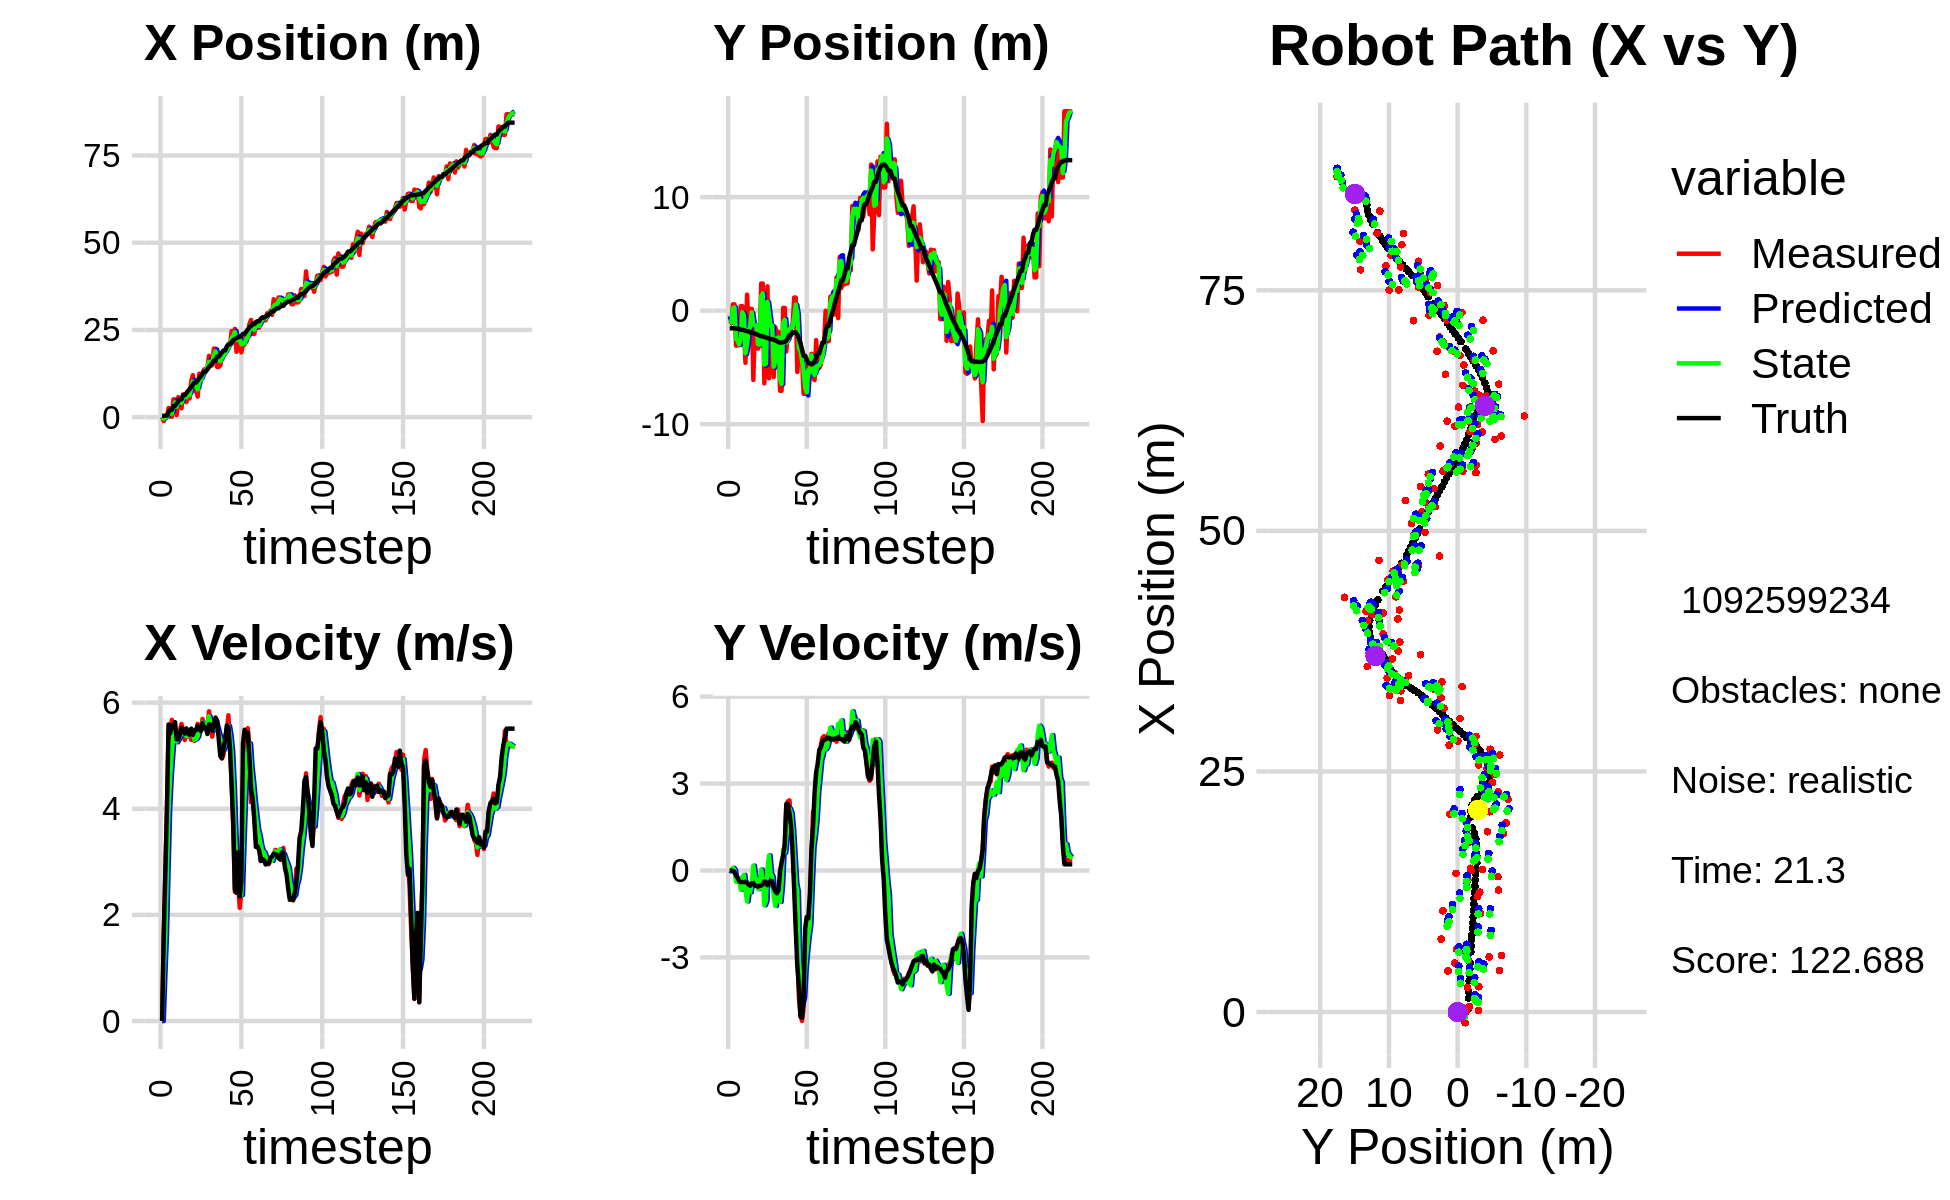 X Position (m)
75
50
25
0
0
50
100
150
200
timestep
Y Position (m)
10
0
-10
0
50
100
150
200
timestep
X Velocity (m/s)
6
4
2
0
0
50
100
150
200
timestep
Y Velocity (m/s)
6
3
0
-3
0
50
100
150
200
timestep
Robot Path (X vs Y)
X Position (m)
75
50
25
0
20 10 0 -10 -20
Y Position (m)
variable
Measured
Predicted
State
Truth
1092599234
Obstacles: none
Noise: realistic
Time: 21.3
Score: 122.688